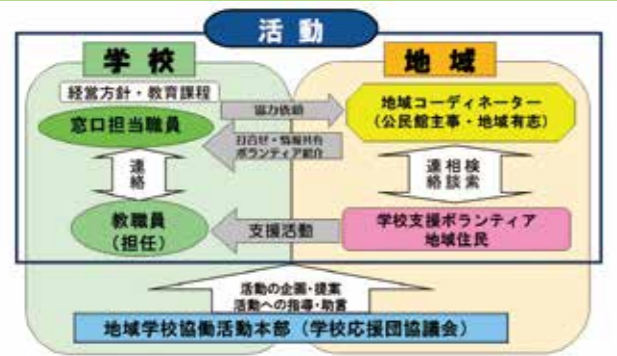 活動
学校
地域
経営方針・教育課程
窓口担当職員
協力依頼
打合せ・情報共有
ボランティア紹介
地域コーディネーター
(公民館主事・地域有志)
連絡
連絡
相談
検索
教職員
(担任)
支援活動
学校支援ボランティア
地域住民
活動の企画・提案
活動への指導・助言
地域学校協働活動本部(学校応援団協議会)